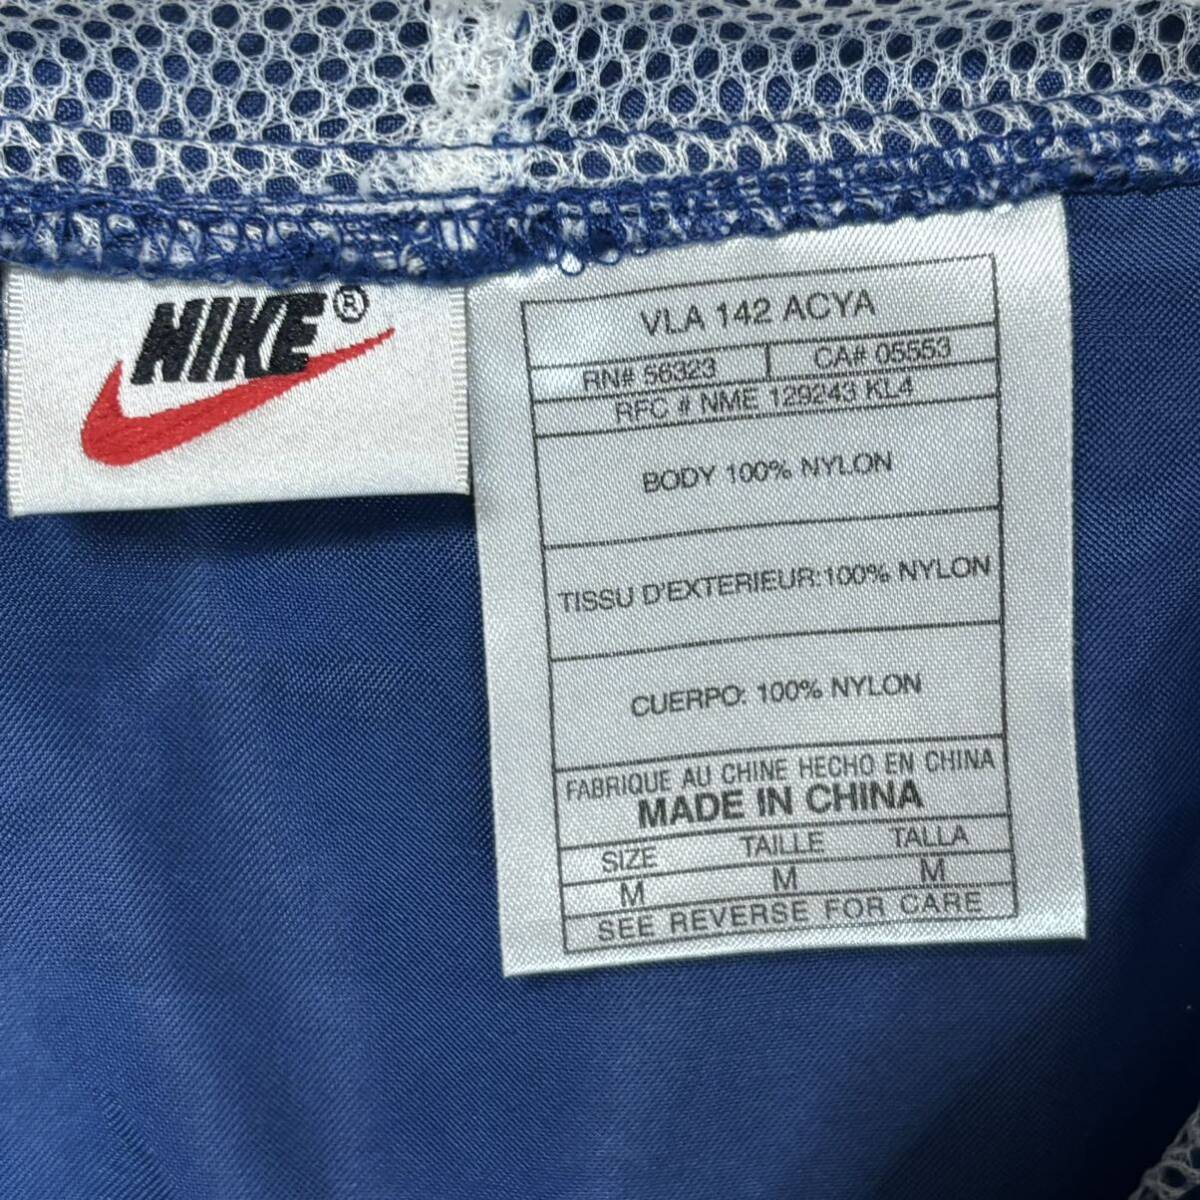 NIKE®
VLA 142 ACYA
RN# 56323 CA# 05553
RFC # NME 129243 KL4
BODY 100% NYLON
TISSU D'EXTERIEUR:100% NYLON
CUERPO: 100% NYLON
FABRIQUE AU CHINE HECHO EN CHINA
MADE IN CHINA
SIZE TAILLE TALLA
M M M
SEE REVERSE FOR CARE